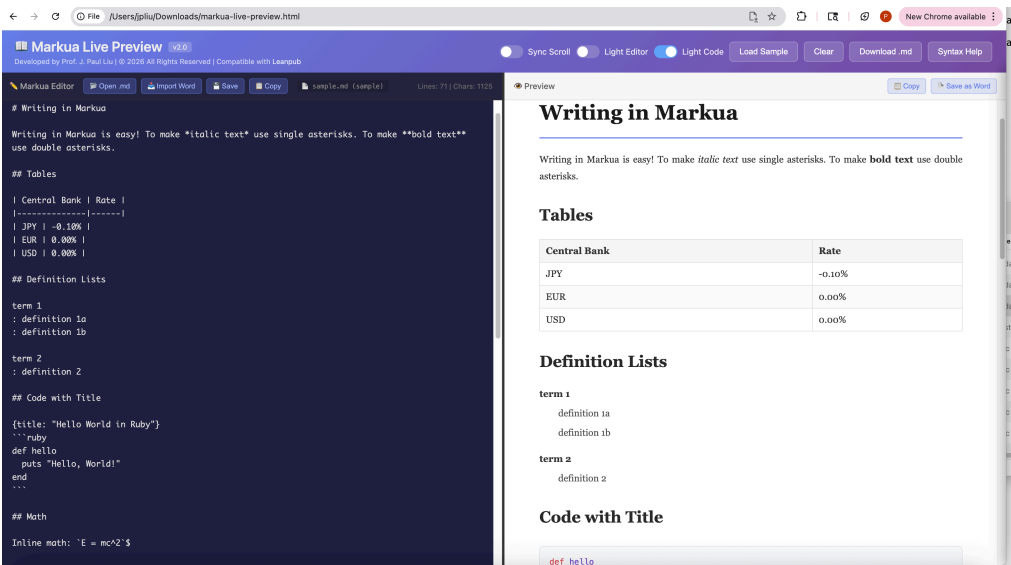 File /Users/jpliu/Downloads/markua-live-preview.html
P
New Chrome available
Markua Live Preview v2.0
Developed by Prof. J. Paul Liu | © 2026 All Rights Reserved | Compatible with Leanpub
Sync Scroll Light Editor Light Code Load Sample Clear Download .md Syntax Help
Markua Editor Open .md Import Word Save Copy sample.md (sample) Lines: 71 | Chars: 1125
# Writing in Markua
Writing in Markua is easy! To make *italic text* use single asterisks. To make **bold text**
use double asterisks.
## Tables
| Central Bank | Rate |
|--------------|------|
| JPY | -0.10% |
| EUR | 0.00% |
| USD | 0.00% |
## Definition Lists
term 1
: definition 1a
: definition 1b
term 2
: definition 2
## Code with Title
{title: "Hello World in Ruby"}
```ruby
def hello
  puts "Hello, World!"
end
```
## Math
Inline math: `E = mc^2`$
Preview Copy Save as Word
Writing in Markua
Writing in Markua is easy! To make italic text use single asterisks. To make bold text use double
asterisks.
Tables
Central Bank Rate
JPY -0.10%
EUR 0.00%
USD 0.00%
Definition Lists
term 1
definition 1a
definition 1b
term 2
definition 2
Code with Title
def hello